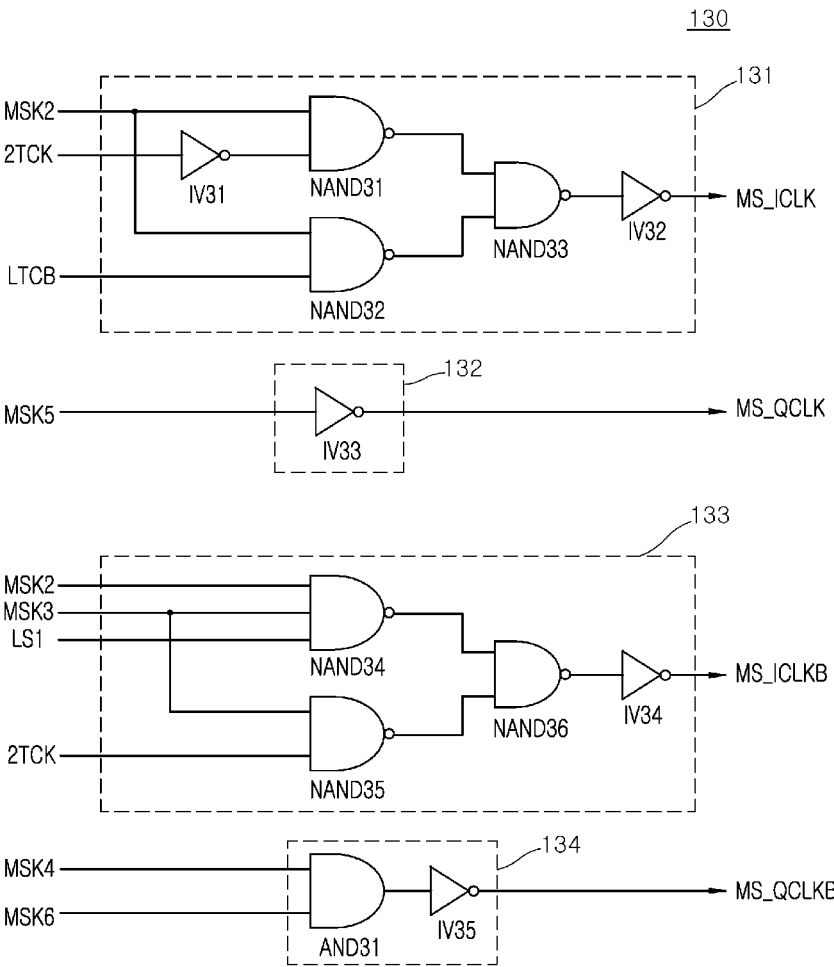 130
131
MSK2
2TCK
IV31
NAND31
MS_ICLK
NAND33
IV32
LTCB
NAND32
132
MSK5
MS_QCLK
IV33
133
MSK2
MSK3
LS1
NAND34
MS_ICLKB
NAND36
IV34
2TCK
NAND35
134
MSK4
MS_QCLKB
MSK6
AND31
IV35